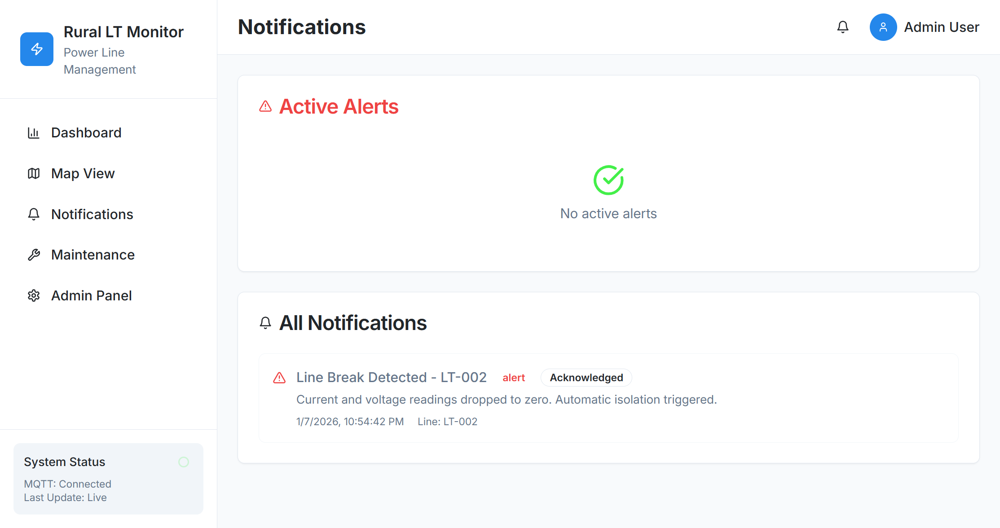 Rural LT Monitor
Power Line
Management
Dashboard
Map View
Notifications
Maintenance
Admin Panel
System Status
MQTT: Connected
Last Update: Live
Notifications
Admin User
Active Alerts
No active alerts
All Notifications
Line Break Detected - LT-002 alert Acknowledged
Current and voltage readings dropped to zero. Automatic isolation triggered.
1/7/2026, 10:54:42 PM Line: LT-002